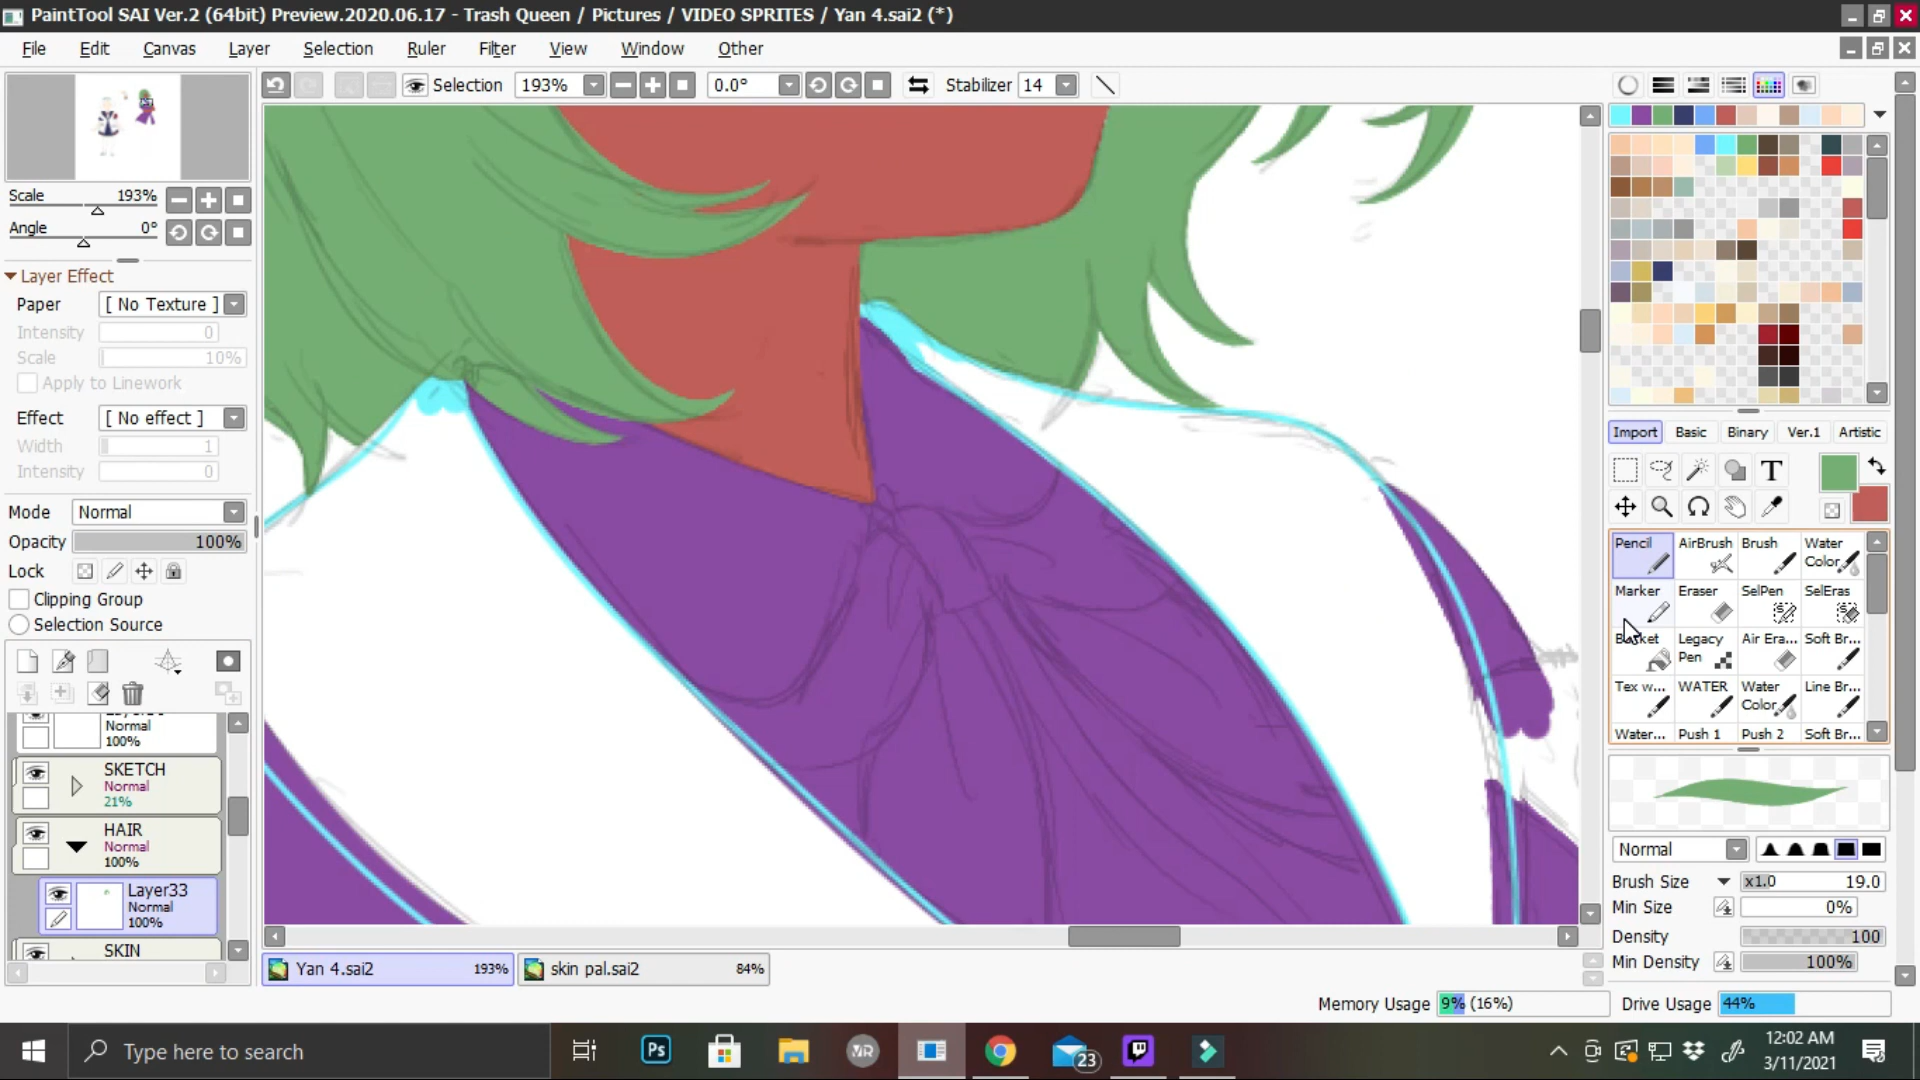 PaintTool SAI Ver.2 (64bit) Preview.2020.06.17 - Trash Queen / Pictures / VIDEO SPRITES / Yan 4.sai2 (*)
File Edit Canvas Layer Selection Ruler Filter View Window Other
Selection 193% 0.0° Stabilizer 14
Scale 193%
Angle 0°
Layer Effect
Paper [ No Texture ]
Intensity 0
Scale 10%
Apply to Linework
Effect [ No effect ]
Width 1
Intensity 0
Mode Normal
Opacity 100%
Lock
Clipping Group
Selection Source
Normal
100%
SKETCH
Normal
21%
HAIR
Normal
100%
Layer33
Normal
100%
SKIN
Import Basic Binary Ver.1 Artistic
T
Pencil AirBrush Brush Water Color
Marker Eraser SelPen SelEras
Legacy Pen Air Era... Soft Br...
Tex w... WATER Water Color Line Br...
Water... Push 1 Push 2 Soft Br...
Normal
Brush Size x1.0 19.0
Min Size 0%
Density 100
Min Density 100%
Yan 4.sai2 193% skin pal.sai2 84%
Memory Usage 9% (16%) Drive Usage 44%
Type here to search
Ps
MR
23
12:02 AM
3/11/2021